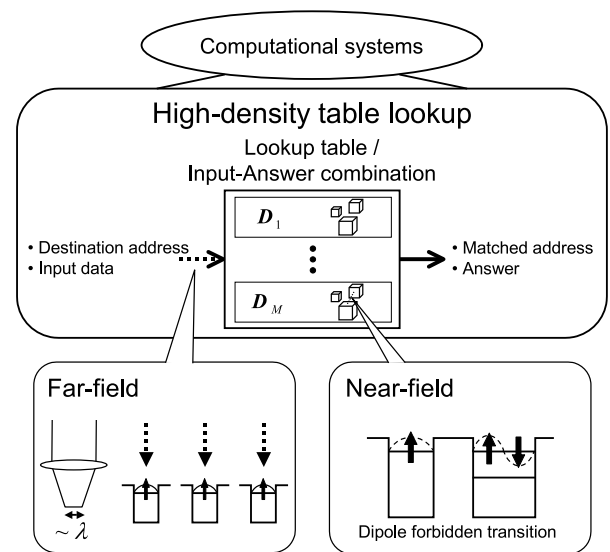 Computational systems
High-density table lookup
Lookup table /
Input-Answer combination
D1
• Destination address
• Input data
• Matched address
• Answer
DM
Far-field
~ λ
Near-field
Dipole forbidden transition